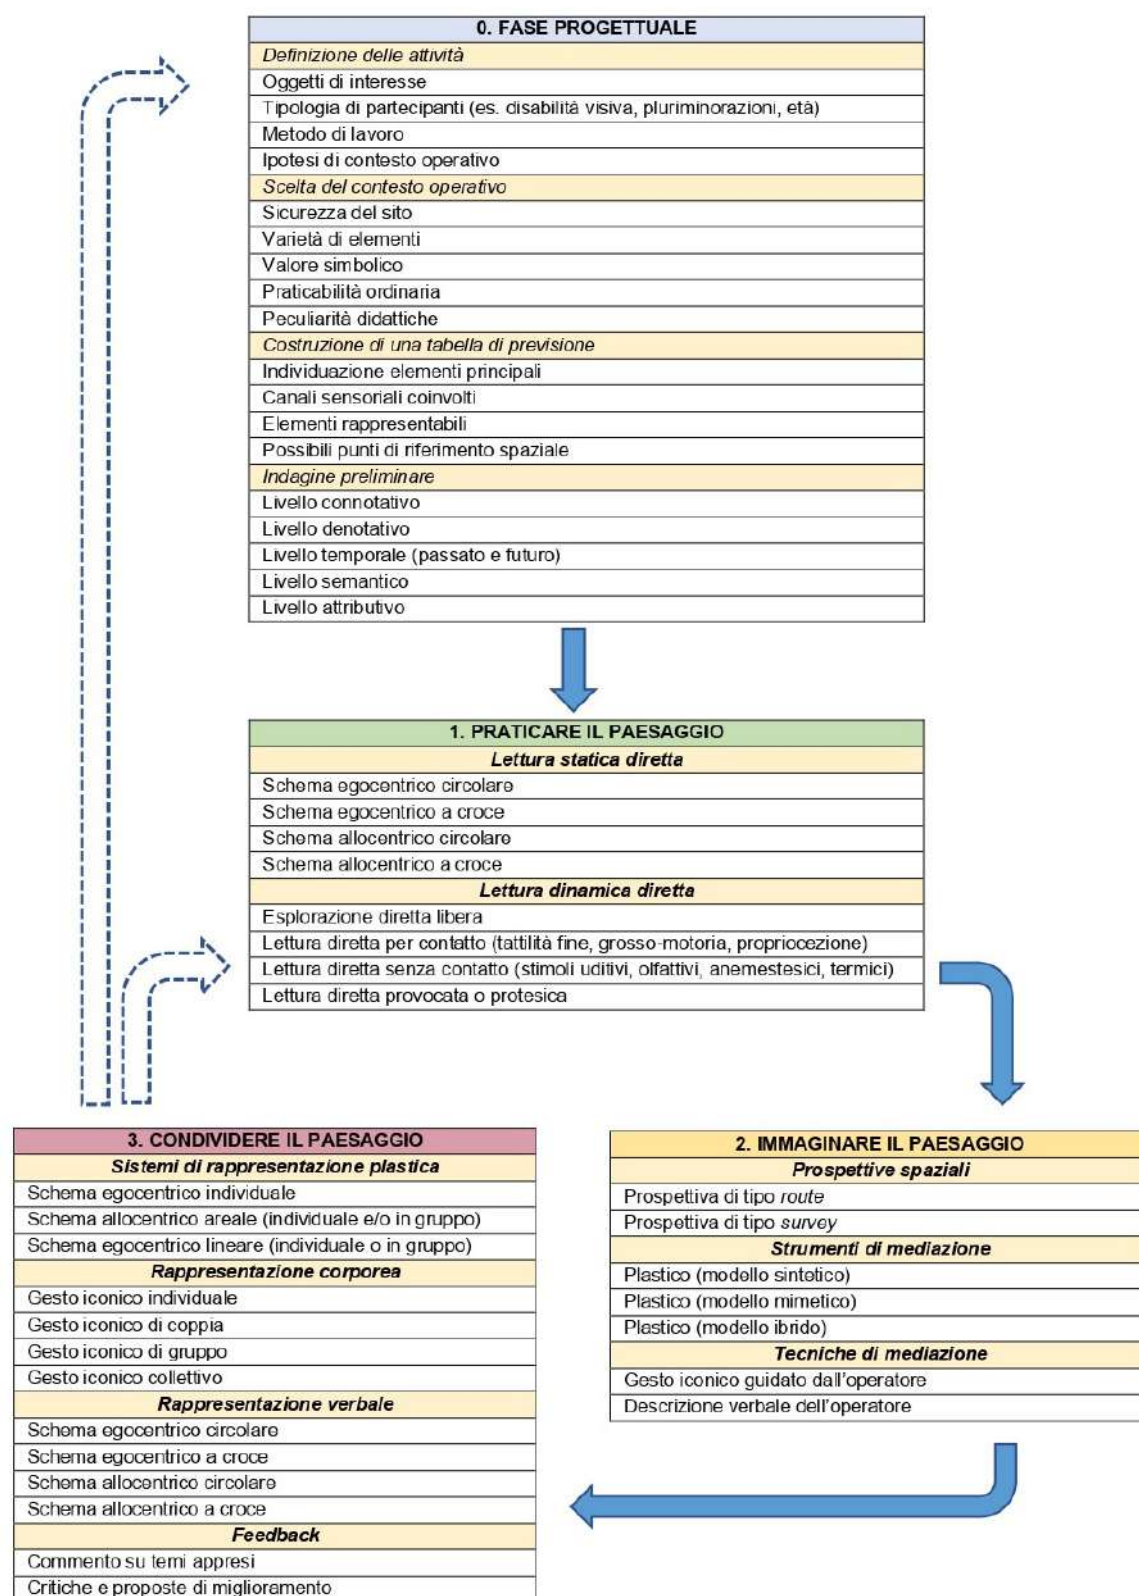 0. FASE PROGETTUALE
Definizione delle attività
Oggetti di interesse
Tipologia di partecipanti (es. disabilità visiva, pluriminorazioni, età)
Metodo di lavoro
Ipotesi di contesto operativo
Scelta del contesto operativo
Sicurezza del sito
Varietà di elementi
Valore simbolico
Praticabilità ordinaria
Peculiarità didattiche
Costruzione di una tabella di previsione
Individuazione elementi principali
Canali sensoriali coinvolti
Elementi rappresentabili
Possibili punti di riferimento spaziale
Indagine preliminare
Livello connotativo
Livello denotativo
Livello temporale (passato e futuro)
Livello semantico
Livello attributivo
1. PRATICARE IL PAESAGGIO
Lettura statica diretta
Schema egocentrico circolare
Schema egocentrico a croce
Schema allocentrico circolare
Schema allocentrico a croce
Lettura dinamica diretta
Esplorazione diretta libera
Lettura diretta per contatto (tattilità fine, grosso-motoria, propriocezione)
Lettura diretta senza contatto (stimoli uditivi, olfattivi, anemestesici, termici)
Lettura diretta provocata o protesica
2. IMMAGINARE IL PAESAGGIO
Prospettive spaziali
Prospettiva di tipo route
Prospettiva di tipo survey
Strumenti di mediazione
Plastico (modello sintetico)
Plastico (modello mimetico)
Plastico (modello ibrido)
Tecniche di mediazione
Gesto iconico guidato dall'operatore
Descrizione verbale dell'operatore
3. CONDIVIDERE IL PAESAGGIO
Sistemi di rappresentazione plastica
Schema egocentrico individuale
Schema allocentrico areale (individuale e/o in gruppo)
Schema egocentrico lineare (individuale o in gruppo)
Rappresentazione corporea
Gesto iconico individuale
Gesto iconico di coppia
Gesto iconico di gruppo
Gesto iconico collettivo
Rappresentazione verbale
Schema egocentrico circolare
Schema egocentrico a croce
Schema allocentrico circolare
Schema allocentrico a croce
Feedback
Commento su temi appresi
Critiche e proposte di miglioramento